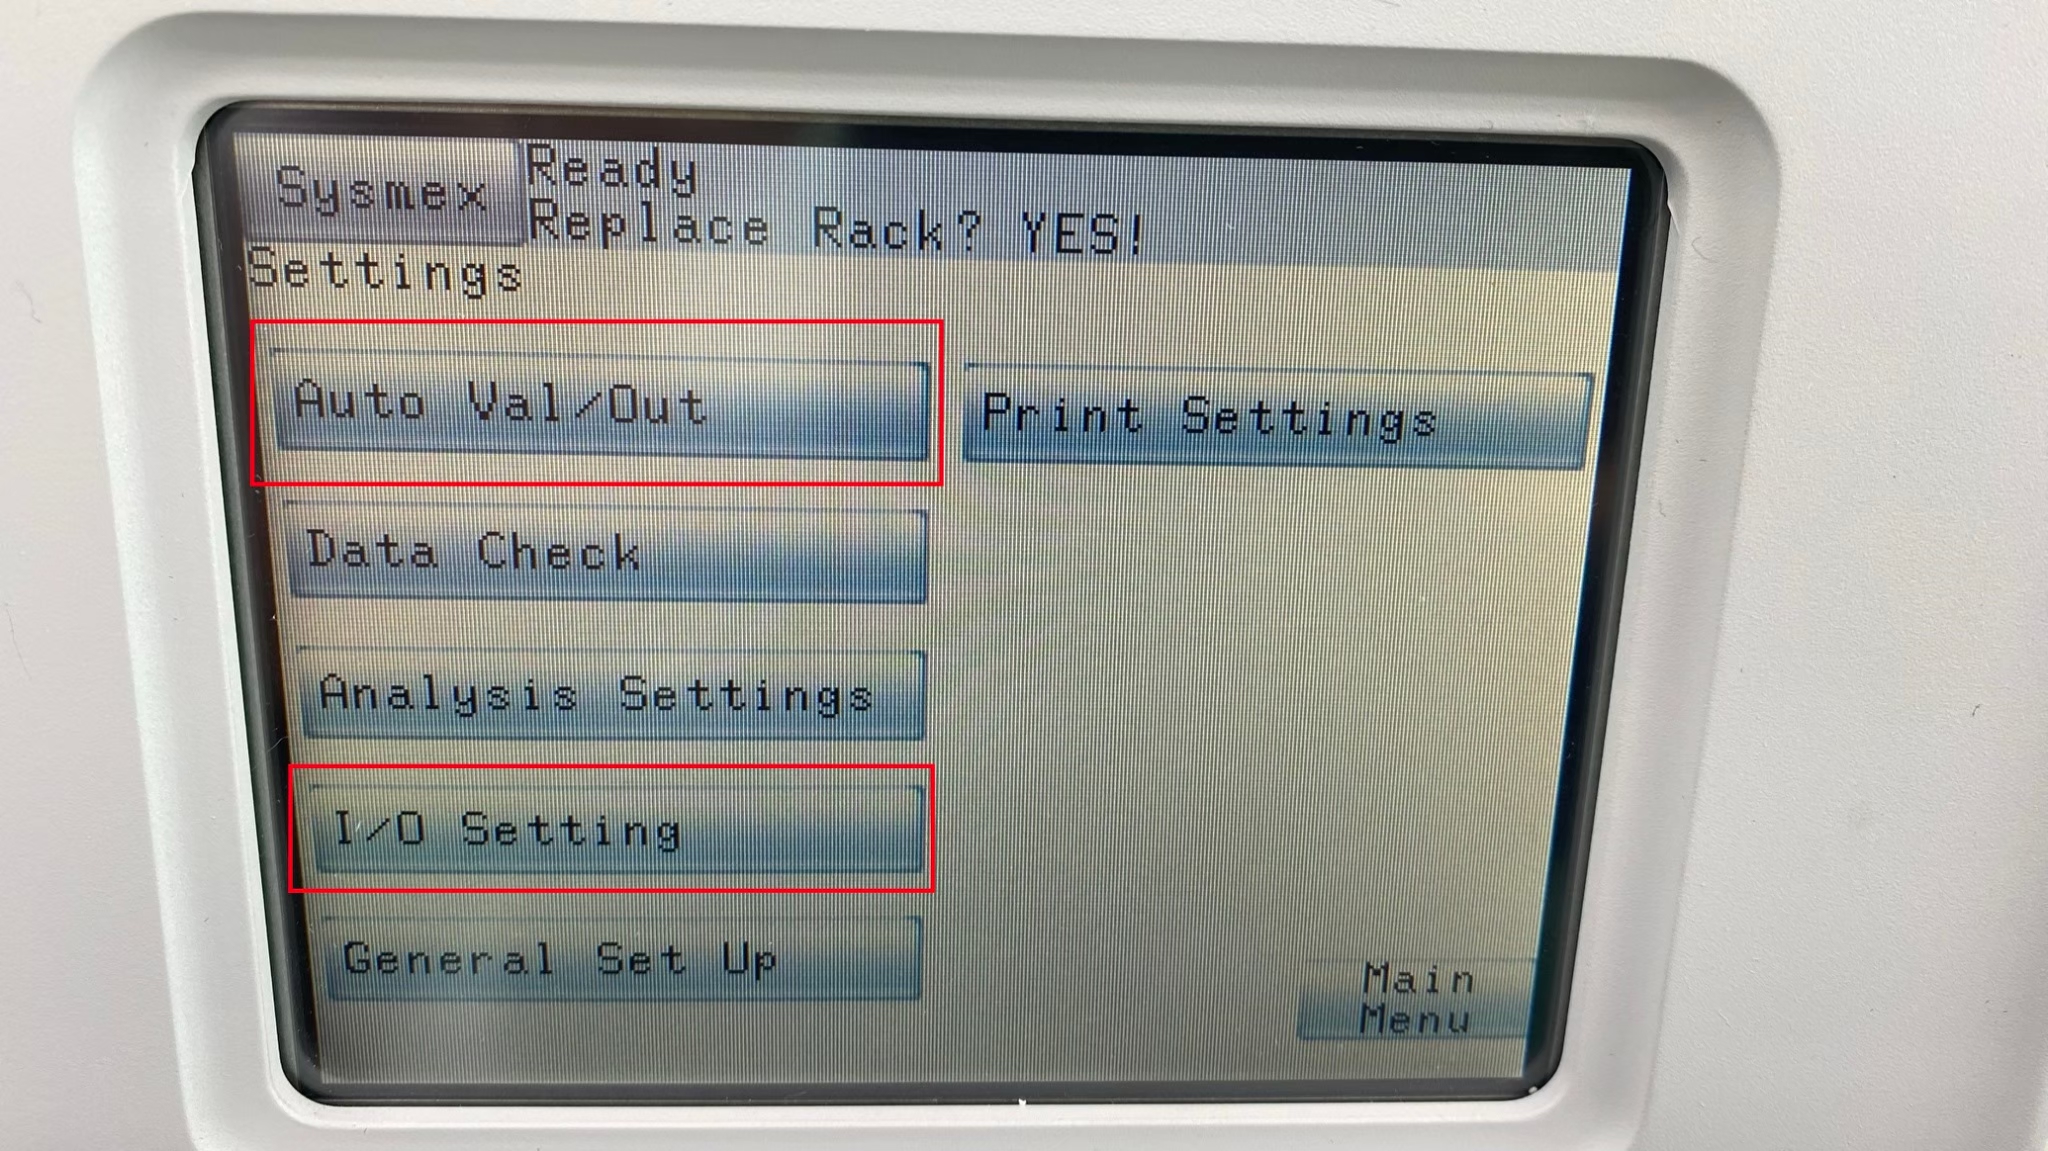 Sysmex
Ready
Replace Rack? YES!
Settings
Auto Val/Out
Print Settings
Data Check
Analysis Settings
I/O Setting
General Set Up
Main
Menu